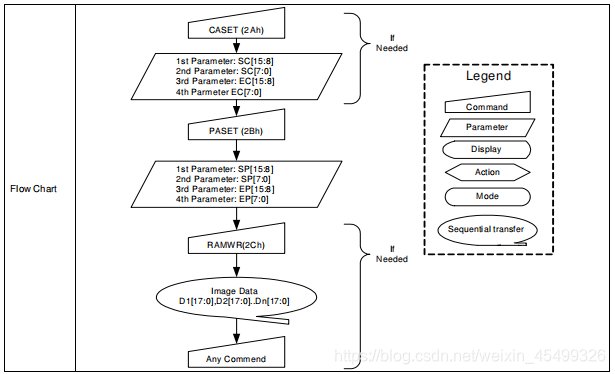 Flow Chart
CASET (2Ah)
1st Parameter: SC[15:8]
2nd Parameter: SC[7:0]
3rd Parameter: EC[15:8]
4th Parmeter EC[7:0]
If
Needed
PASET (2Bh)
1st Parameter: SP[15:8]
2nd Parameter: SP[7:0]
3rd Parameter: EP[15:8]
4th Parameter: EP[7:0]
RAMWR(2Ch)
If
Needed
Image Data
D1[17:0],D2[17:0]..Dn[17:0]
Any Commend
Legend
Command
Parameter
Display
Action
Mode
Sequential transfer
https://blog.csdn.net/weixin_45499326